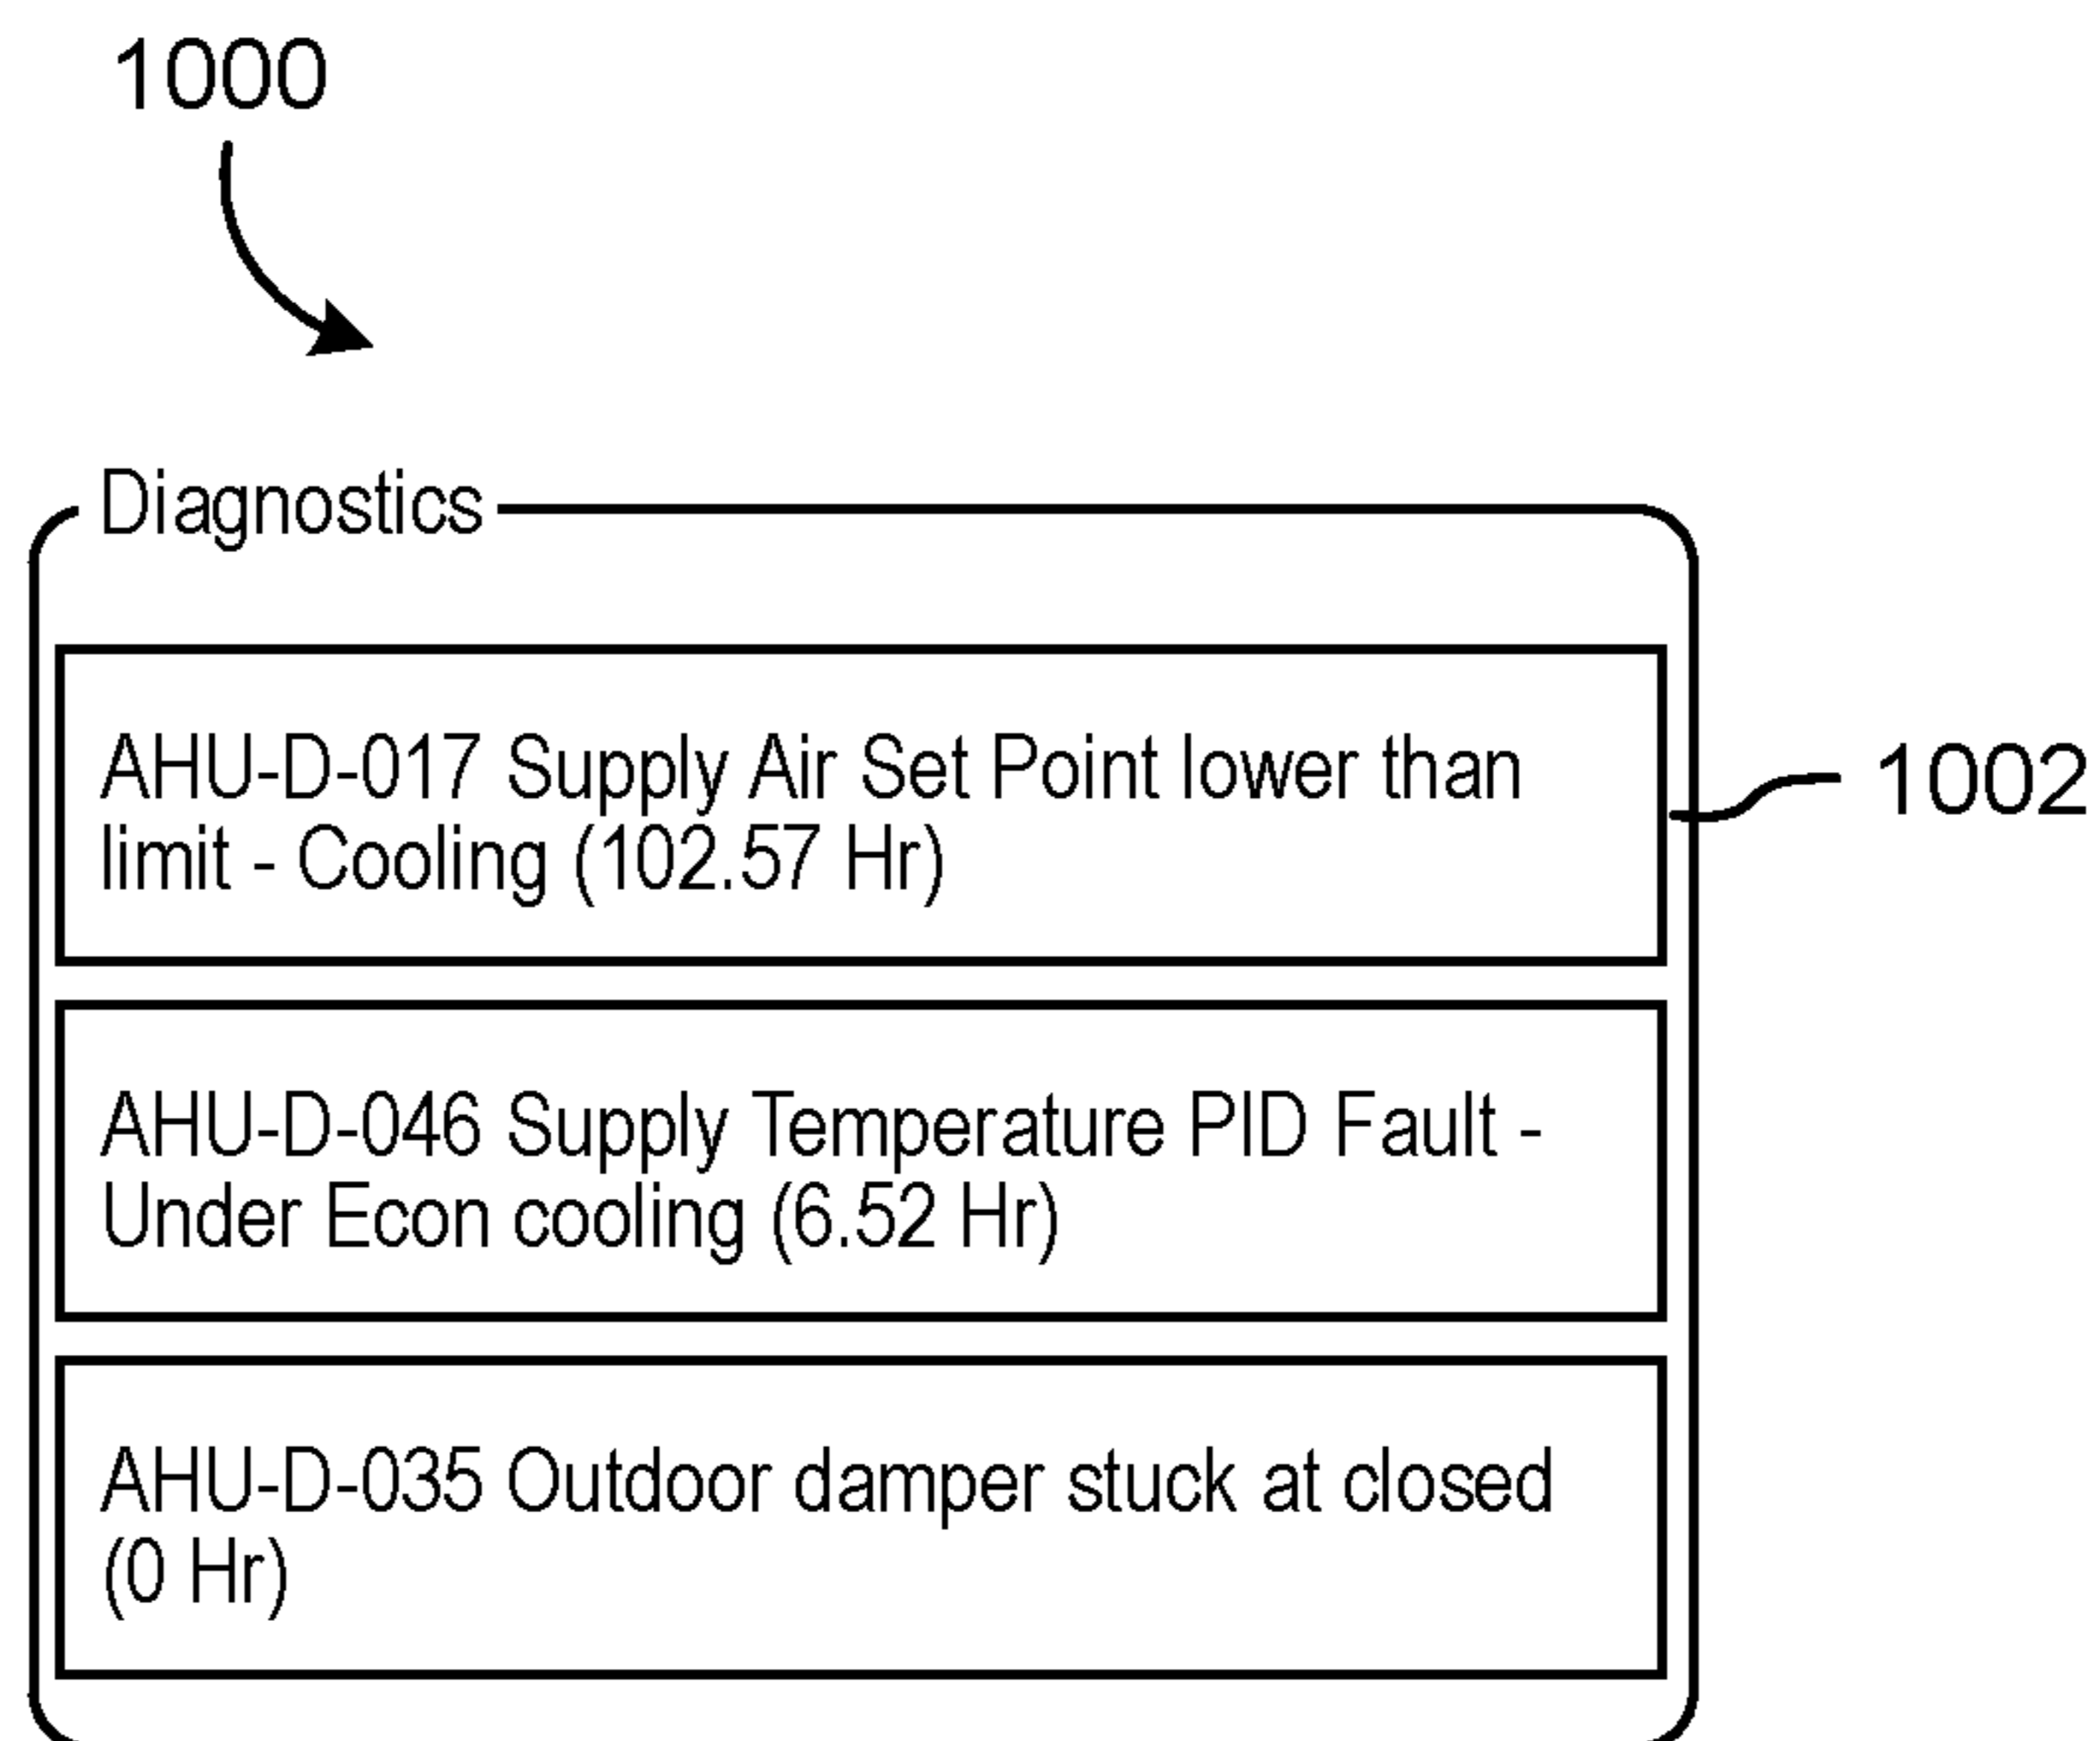 1000
Diagnostics
AHU-D-017 Supply Air Set Point lower than
limit - Cooling (102.57 Hr)
1002
AHU-D-046 Supply Temperature PID Fault -
Under Econ cooling (6.52 Hr)
AHU-D-035 Outdoor damper stuck at closed
(0 Hr)